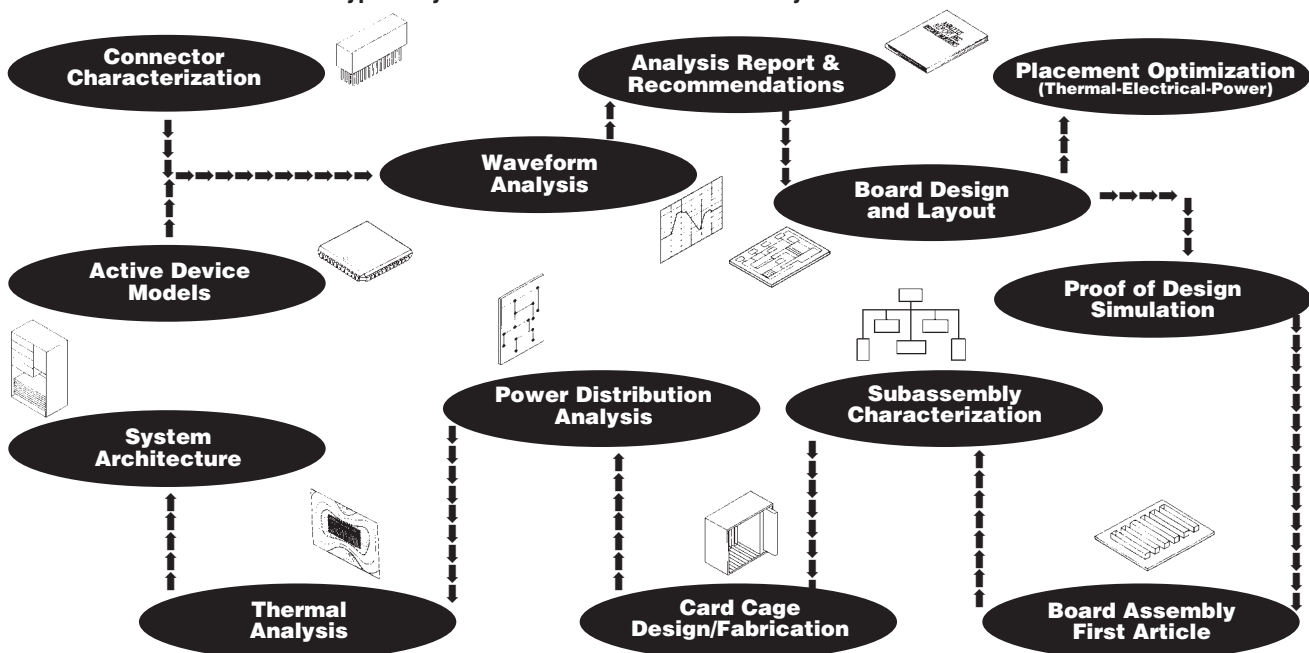 Connector
Characterization
Analysis Report &
Recommendations
Placement Optimization
(Thermal-Electrical-Power)
Waveform
Analysis
Board Design
and Layout
Active Device
Models
Proof of Design
Simulation
Power Distribution
Analysis
Subassembly
Characterization
System
Architecture
Thermal
Analysis
Card Cage
Design/Fabrication
Board Assembly
First Article